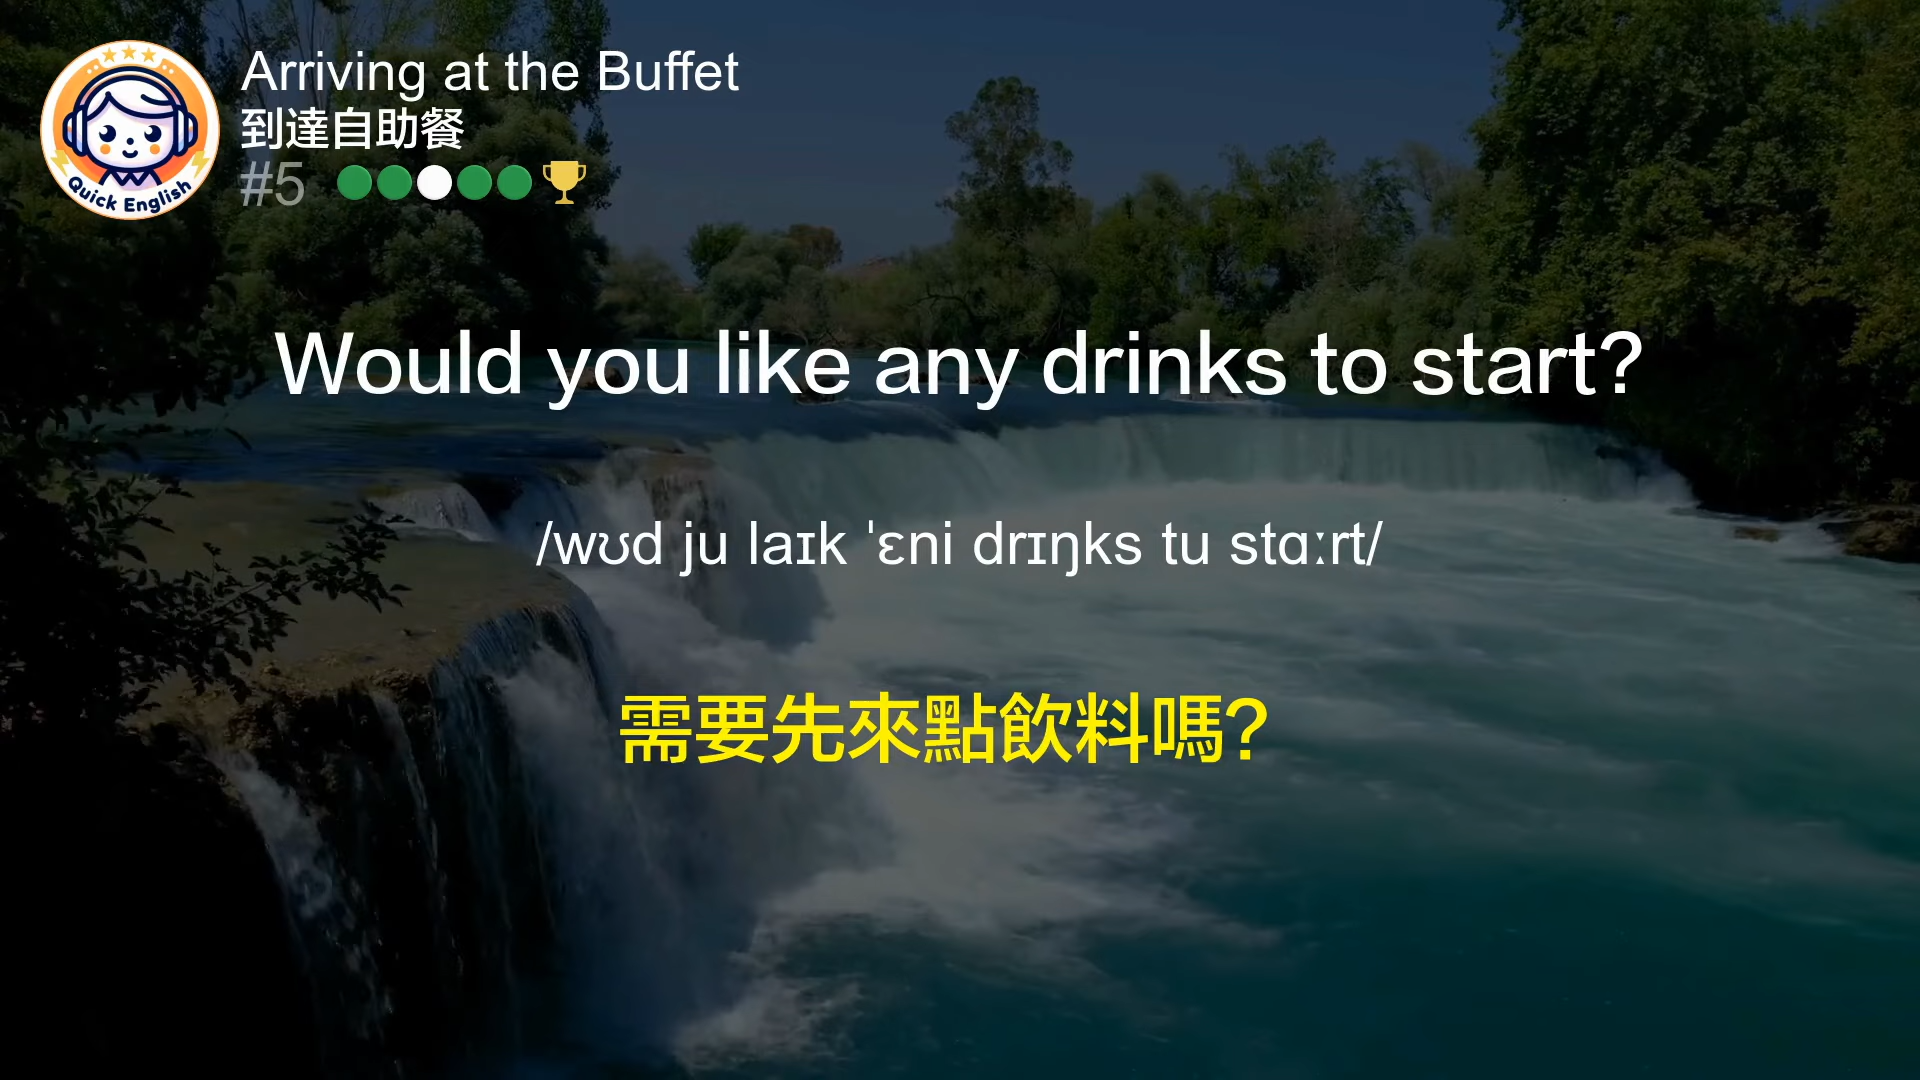 Quick English
Arriving at the Buffet
到達自助餐
#5
Would you like any drinks to start?
/wʊd ju laɪk ˈɛni drɪŋks tu stɑːrt/
需要先來點飲料嗎?